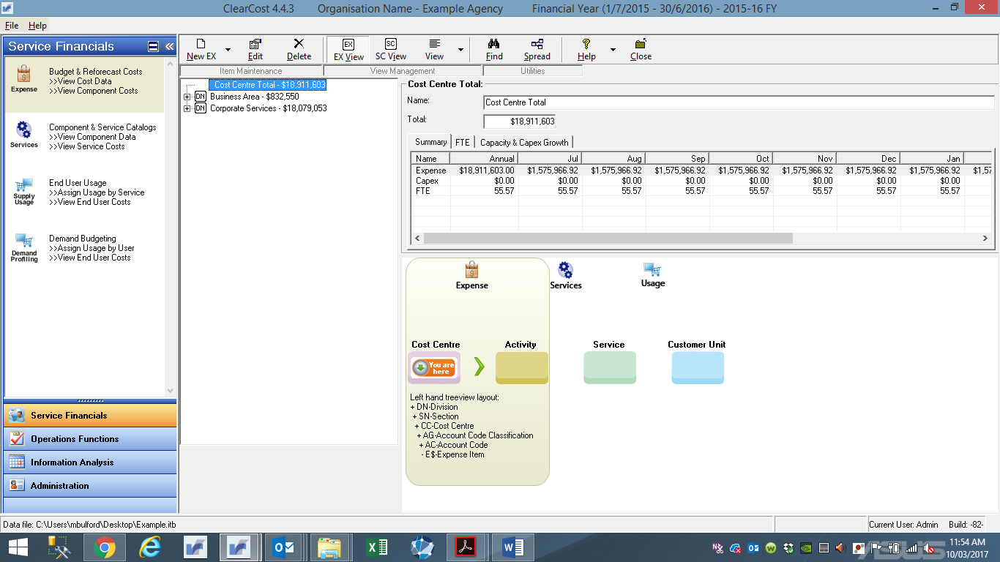 ClearCost 4.4.3 Organisation Name - Example Agency Financial Year (1/7/2015 - 30/6/2016) - 2015-16 FY
File Help
Service Financials
Budget & Reforecast Costs
>>View Cost Data
>>View Component Costs
Expense
Component & Service Catalogs
>>View Component Data
>>View Service Costs
Services
End User Usage
>>Assign Usage by Service
>>View End User Costs
Supply
Usage
Demand Budgeting
>>Assign Usage by User
>>View End User Costs
Demand
Profiling
Service Financials
Operations Functions
Information Analysis
Administration
New EX Edit Delete EX EX View SC SC View View Find Spread Help Close
Item Maintenance View Management Utilities
Cost Centre Total - $18,911,603
DN Business Area - $832,550
DN Corporate Services - $18,079,053
Cost Centre Total:
Name: Cost Centre Total
Total: $18,911,603
Summary FTE Capacity & Capex Growth
Name Annual Jul Aug Sep Oct Nov Dec Jan
Expense $18,911,603.00 $1,575,966.92 $1,575,966.92 $1,575,966.92 $1,575,966.92 $1,575,966.92 $1,575,966.92 $1,575,966.92 $1,57
Capex $0.00 $0.00 $0.00 $0.00 $0.00 $0.00 $0.00 $0.00
FTE 55.57 55.57 55.57 55.57 55.57 55.57 55.57 55.57
Expense Services Usage
Cost Centre Activity Service Customer Unit
You are
here
Left hand treeview layout:
+ DN-Division
+ SN-Section
+ CC-Cost Centre
+ AG-Account Code Classification
+ AC-Account Code
- E$-Expense Item
Data file: C:\Users\mbulford\Desktop\Example.itb Current User: Admin Build: -82-
11:54 AM
10/03/2017